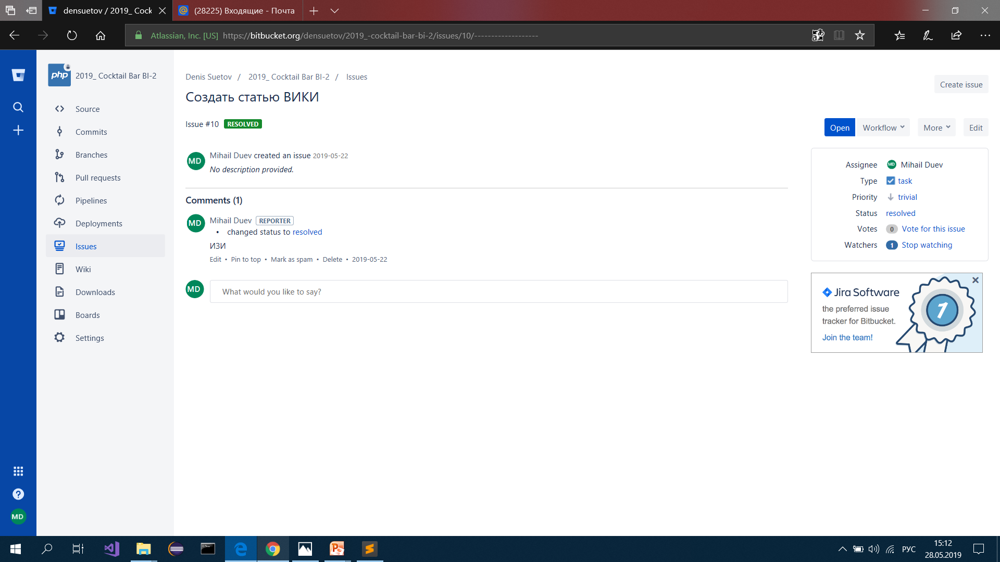 densuetov / 2019_ Cock
(28225) Входящие - Почта
Atlassian, Inc. [US] https://bitbucket.org/densuetov/2019_-cocktail-bar-bi-2/issues/10/-------------------
php
2019_ Cocktail Bar BI-2
Source
Commits
Branches
Pull requests
Pipelines
Deployments
Issues
Wiki
Downloads
Boards
Settings
MD
Denis Suetov / 2019_ Cocktail Bar BI-2 / Issues
Create issue
Создать статью ВИКИ
Issue #10 RESOLVED
Open Workflow More Edit
MD
Mihail Duev created an issue 2019-05-22
No description provided.
Comments (1)
MD
Mihail Duev REPORTER
• changed status to resolved
ИЗИ
Edit • Pin to top • Mark as spam • Delete • 2019-05-22
MD
What would you like to say?
Assignee MD Mihail Duev
Type task
Priority trivial
Status resolved
Votes 0 Vote for this issue
Watchers 1 Stop watching
Jira Software
the preferred issue
tracker for Bitbucket.
Join the team!
1
РУС
15:12
28.05.2019